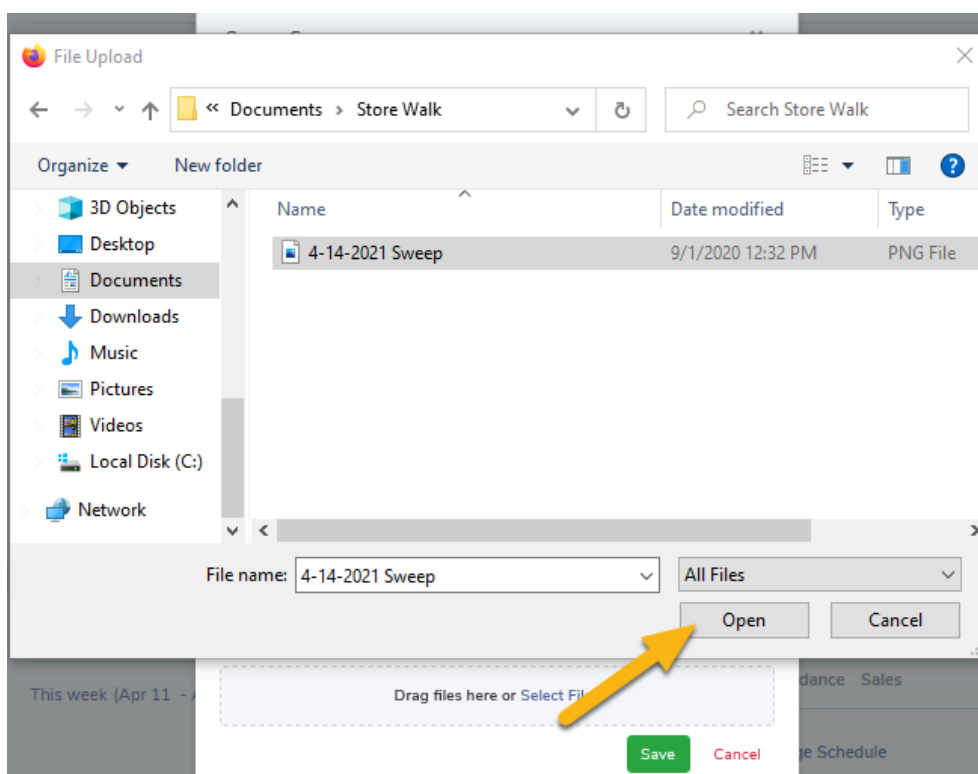 File Upload
« Documents > Store Walk
Search Store Walk
Organize
New folder
3D Objects
Desktop
Documents
Downloads
Music
Pictures
Videos
Local Disk (C:)
Network
Name
Date modified
Type
4-14-2021 Sweep
9/1/2020 12:32 PM
PNG File
File name:
4-14-2021 Sweep
All Files
Open
Cancel
This week (Apr 11 -
Drag files here or Select
Sales
Save
Cancel
Schedule